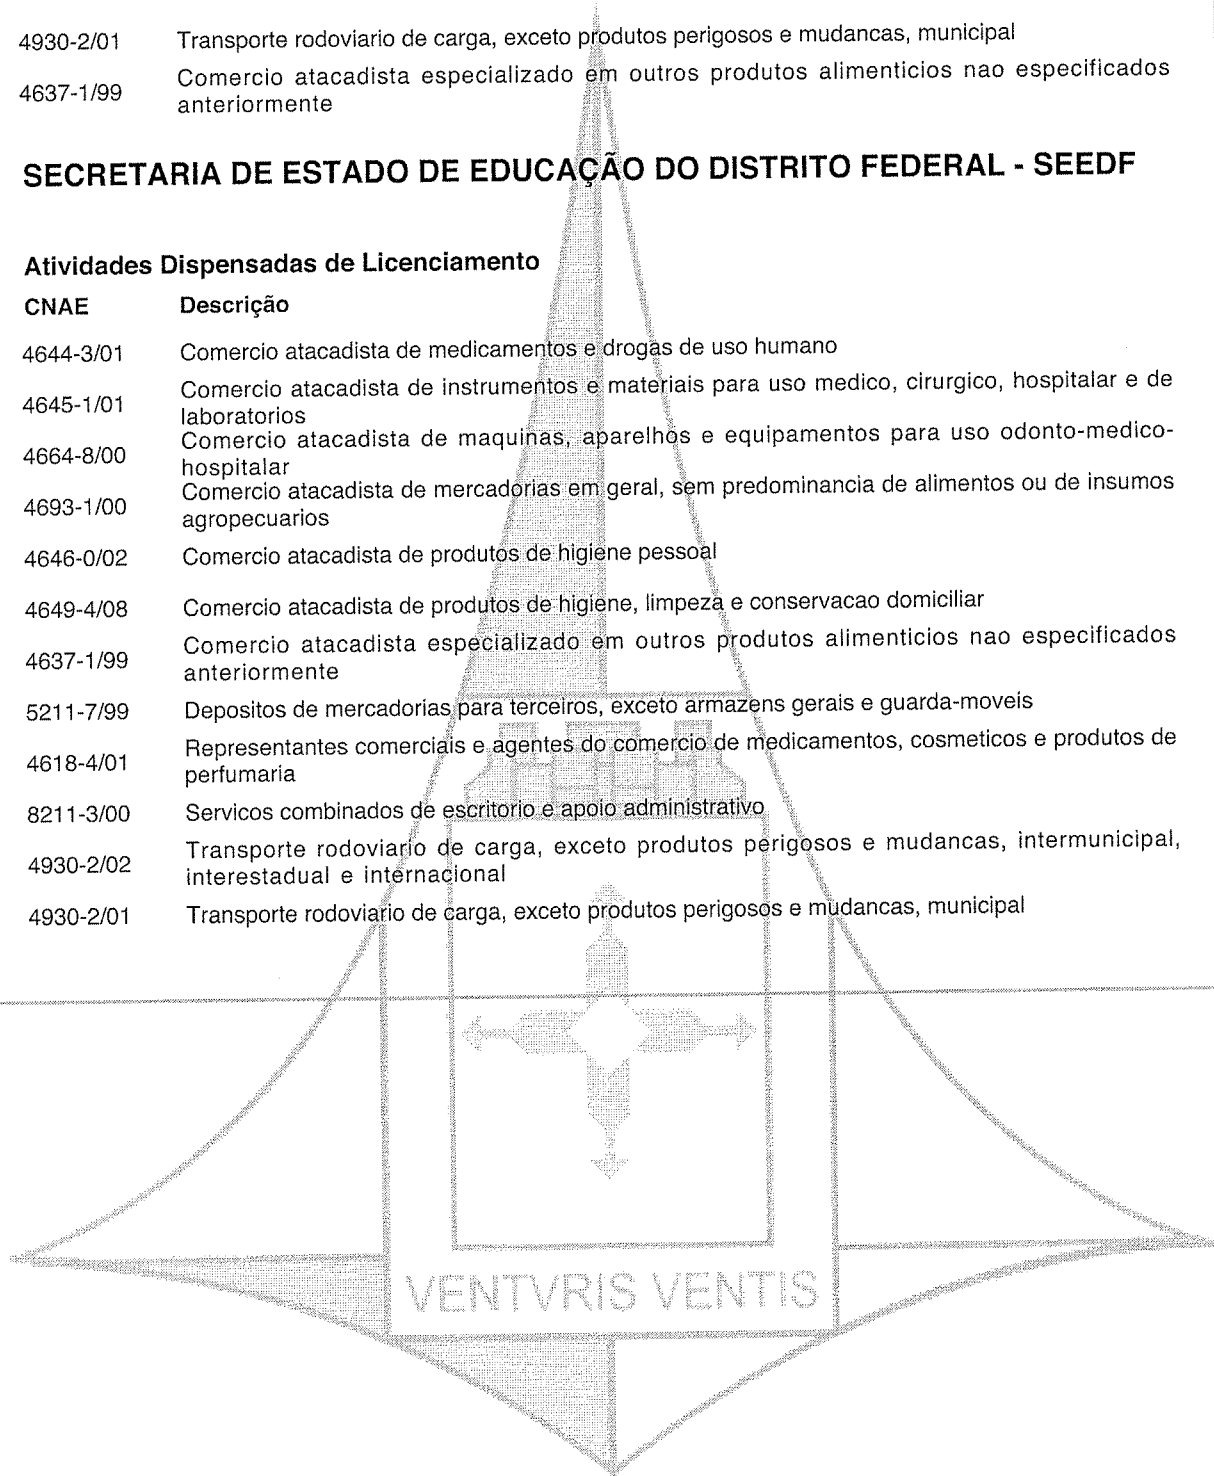 4930-2/01 Transporte rodoviario de carga, exceto produtos perigosos e mudancas, municipal
4637-1/99 Comercio atacadista especializado em outros produtos alimenticios nao especificados
anteriormente
SECRETARIA DE ESTADO DE EDUCAÇÃO DO DISTRITO FEDERAL - SEEDF
Atividades Dispensadas de Licenciamento
CNAE Descrição
4644-3/01 Comercio atacadista de medicamentos e drogas de uso humano
4645-1/01 Comercio atacadista de instrumentos e materiais para uso medico, cirurgico, hospitalar e de
laboratorios
4664-8/00 Comercio atacadista de maquinas, aparelhos e equipamentos para uso odonto-medico-
hospitalar
4693-1/00 Comercio atacadista de mercadorias em geral, sem predominancia de alimentos ou de insumos
agropecuarios
4646-0/02 Comercio atacadista de produtos de higiene pessoal
4649-4/08 Comercio atacadista de produtos de higiene, limpeza e conservacao domiciliar
4637-1/99 Comercio atacadista especializado em outros produtos alimenticios nao especificados
anteriormente
5211-7/99 Depositos de mercadorias para terceiros, exceto armazens gerais e guarda-moveis
4618-4/01 Representantes comerciais e agentes do comercio de medicamentos, cosmeticos e produtos de
perfumaria
8211-3/00 Servicos combinados de escritorio e apoio administrativo
4930-2/02 Transporte rodoviario de carga, exceto produtos perigosos e mudancas, intermunicipal,
interestadual e internacional
4930-2/01 Transporte rodoviario de carga, exceto produtos perigosos e mudancas, municipal
VENTVRIS VENTIS